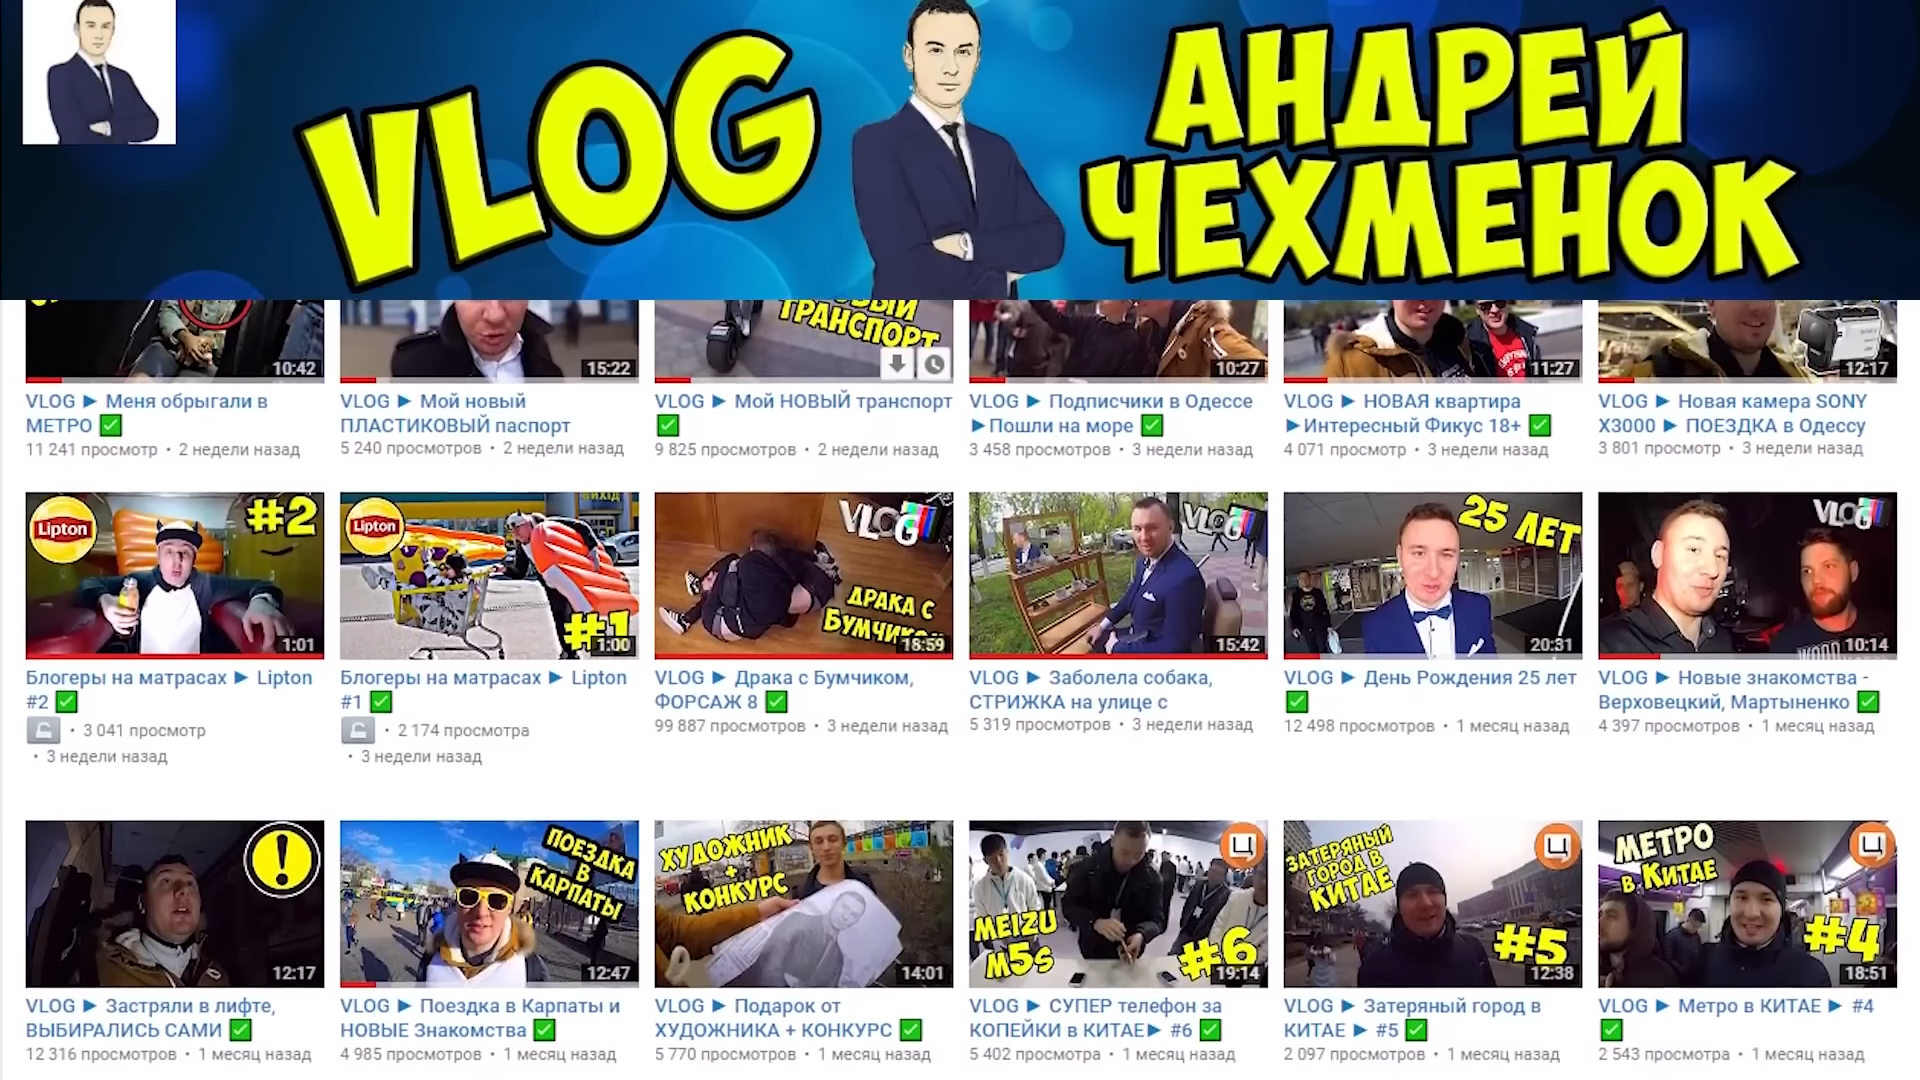 VLOG
АНДРЕЙ
ЧЕХМЕНОК
ТРАНСПОРТ
10:42
15:22
10:27
11:27
12:17
VLOG ► Меня обрыгали в
МЕТРО ✅
11 241 просмотр • 2 недели назад
VLOG ► Мой новый
ПЛАСТИКОВЫЙ паспорт
5 240 просмотров • 2 недели назад
VLOG ► Мой НОВЫЙ транспорт
✅
9 825 просмотров • 2 недели назад
VLOG ► Подписчики в Одессе
►Пошли на море ✅
3 458 просмотров • 3 недели назад
VLOG ► НОВАЯ квартира
►Интересный Фикус 18+ ✅
4 071 просмотр • 3 недели назад
VLOG ► Новая камера SONY
X3000 ► ПОЕЗДКА в Одессу
3 801 просмотр • 3 недели назад
Lipton
#2
1:01
Lipton
ВИХІД
#1
1:00
VLOG
ДРАКА С
БУМЧИКОМ
18:59
VLOG
15:42
25 ЛЕТ
20:31
VLOG
10:14
Блогеры на матрасах ► Lipton
#2 ✅
• 3 041 просмотр
• 3 недели назад
Блогеры на матрасах ► Lipton
#1 ✅
• 2 174 просмотра
• 3 недели назад
VLOG ► Драка с Бумчиком,
ФОРСАЖ 8 ✅
99 887 просмотров • 3 недели назад
VLOG ► Заболела собака,
СТРИЖКА на улице с
5 319 просмотров • 3 недели назад
VLOG ► День Рождения 25 лет
✅
12 498 просмотров • 1 месяц назад
VLOG ► Новые знакомства -
Верховецкий, Мартыненко ✅
4 397 просмотров • 1 месяц назад
!
12:17
ПОЕЗДКА
В
КАРПАТЫ
12:47
ХУДОЖНИК
+
КОНКУРС
14:01
Ц
MEIZU
M5S
#6
19:14
Ц
ЗАТЕРЯНЫЙ
ГОРОД В
КИТАЕ
#5
12:38
Ц
МЕТРО
В КИТАЕ
#4
18:51
VLOG ► Застряли в лифте,
ВЫБИРАЛИСЬ САМИ ✅
12 316 просмотров • 1 месяц назад
VLOG ► Поездка в Карпаты и
НОВЫЕ Знакомства ✅
4 985 просмотров • 1 месяц назад
VLOG ► Подарок от
ХУДОЖНИКА + КОНКУРС ✅
5 770 просмотров • 1 месяц назад
VLOG ► СУПЕР телефон за
КОПЕЙКИ в КИТАЕ► #6 ✅
5 402 просмотра • 1 месяц назад
VLOG ► Затеряный город в
КИТАЕ ► #5 ✅
2 097 просмотров • 1 месяц назад
VLOG ► Метро в КИТАЕ ► #4
✅
2 543 просмотра • 1 месяц назад